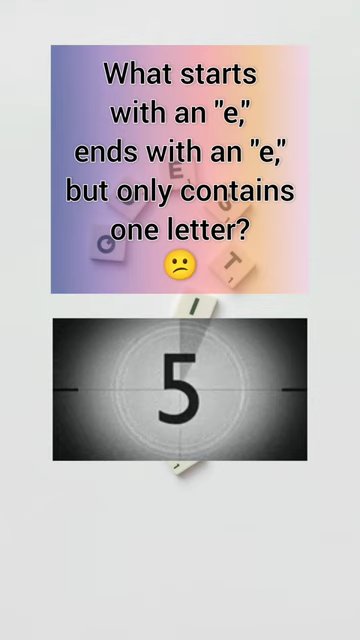 What starts
with an "e,"
ends with an "e,"
but only contains
one letter? 😕
Q
E
S
T
I
5